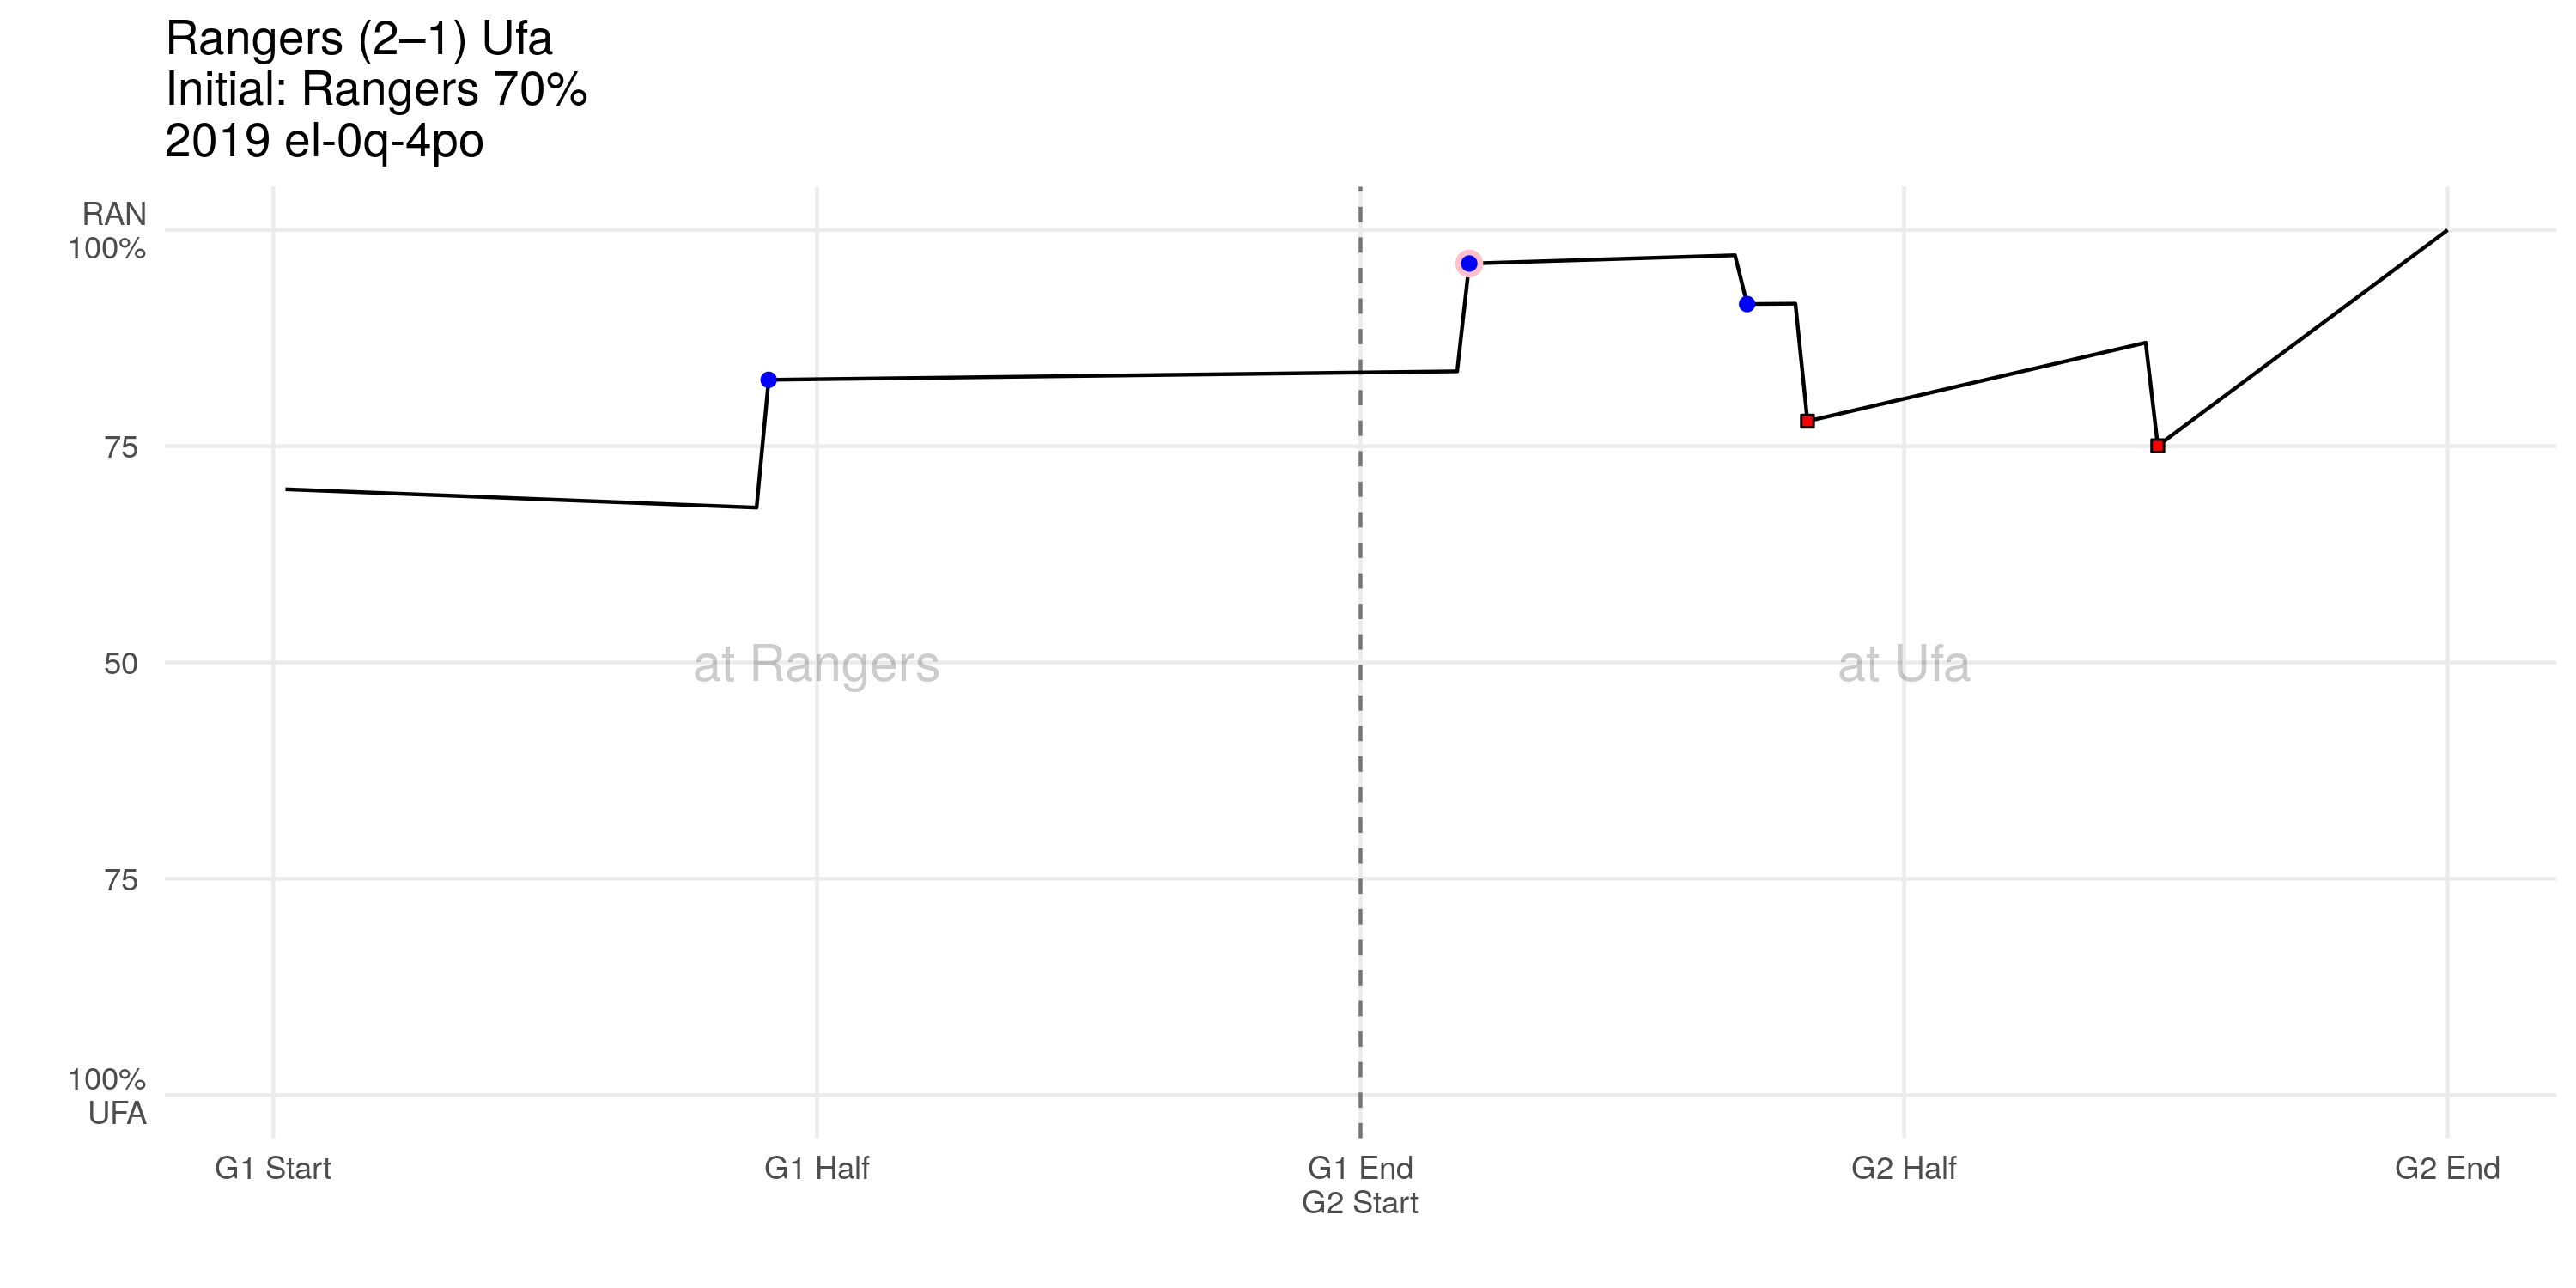 Rangers (2–1) Ufa
Initial: Rangers 70%
2019 el-0q-4po
RAN
100%
75
50
75
100%
UFA
at Rangers
at Ufa
G1 Start
G1 Half
G1 End
G2 Start
G2 Half
G2 End